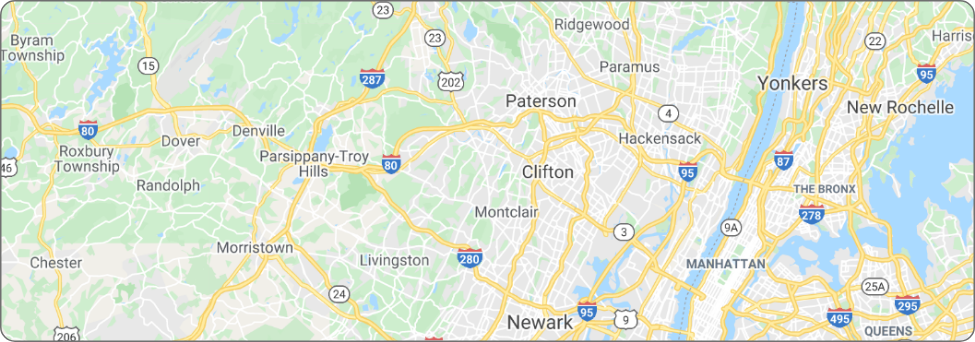 23
Ridgewood
Byram
Township
23
22
Harris
15
Paramus
95
287
202
Yonkers
Paterson
New Rochelle
4
80
Denville
Dover
Hackensack
Roxbury
Township
Parsippany-Troy
Hills
80
87
46
Clifton
95
Randolph
THE BRONX
Montclair
278
3
9A
Morristown
Chester
Livingston
280
MANHATTAN
24
25A
295
95
9
495
Newark
QUEENS
206